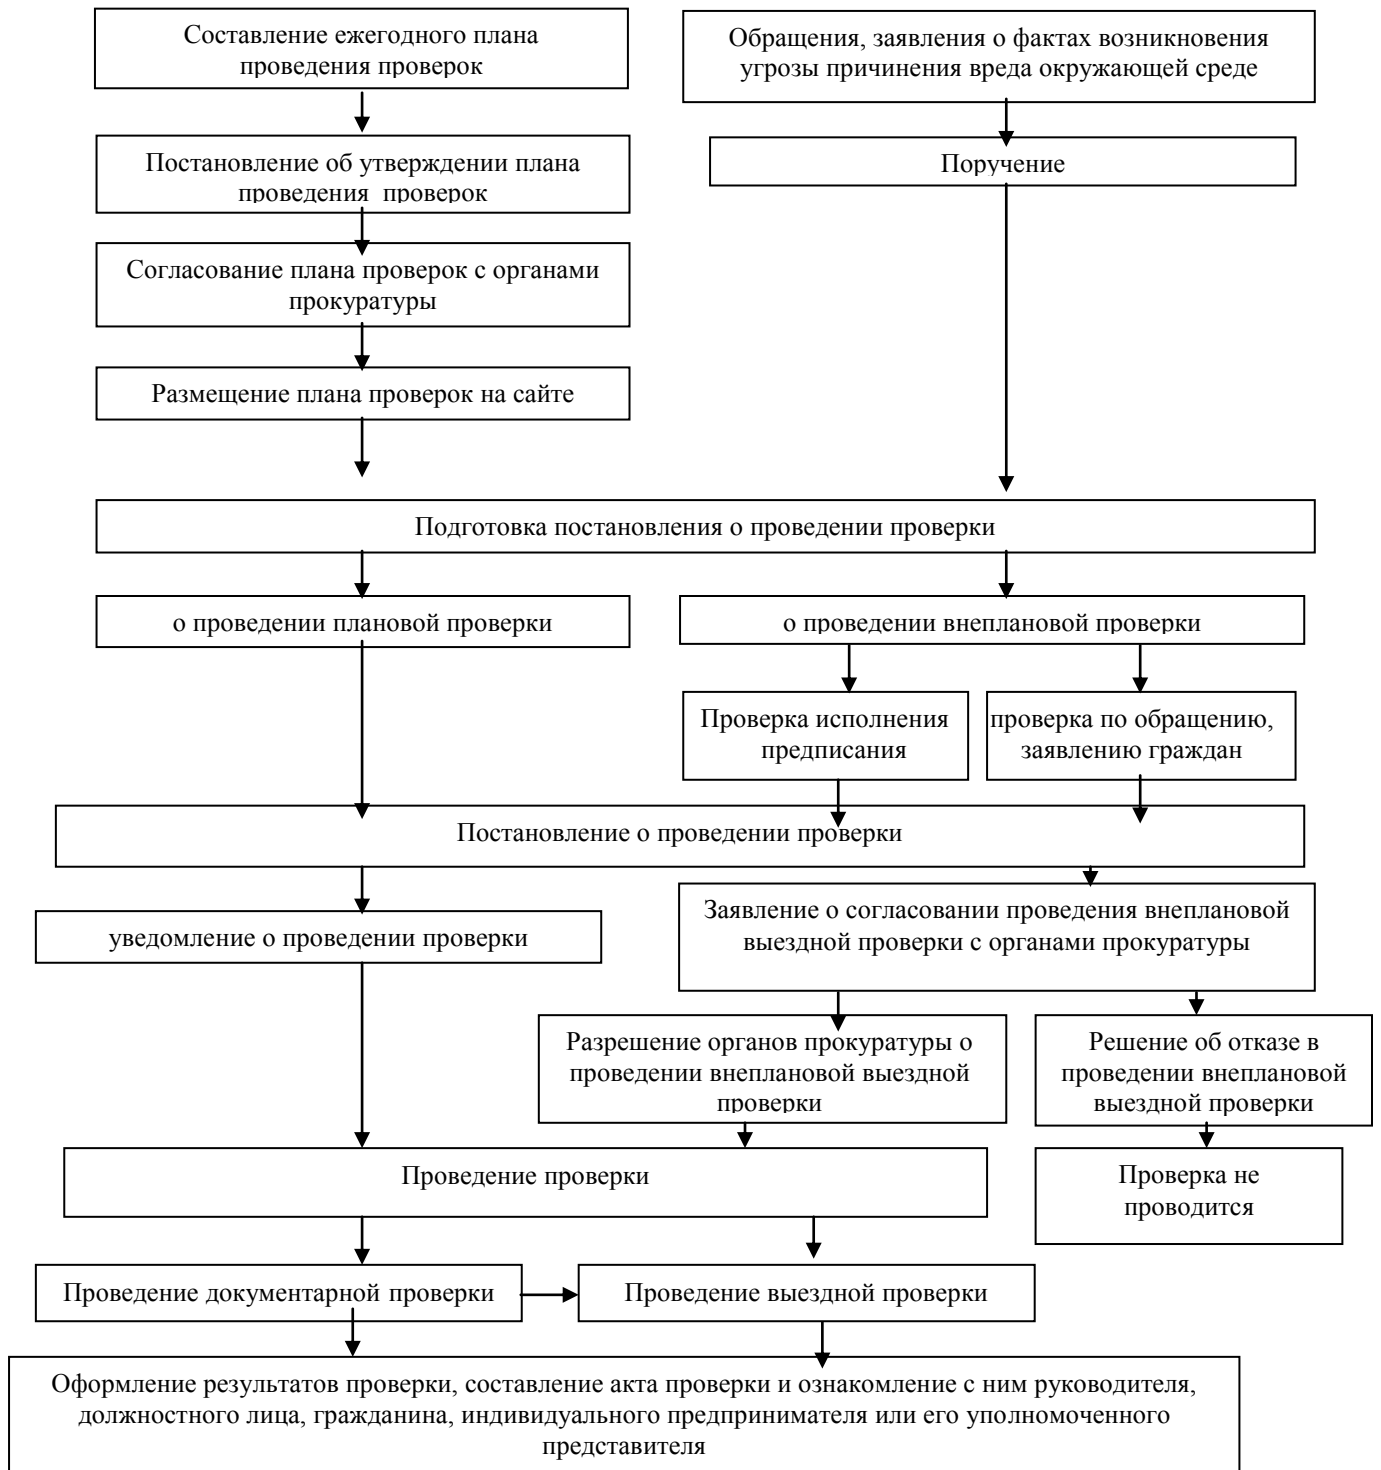 Составление ежегодного плана
проведения проверок
Обращения, заявления о фактах возникновения
угрозы причинения вреда окружающей среде
Постановление об утверждении плана
проведения проверок
Поручение
Согласование плана проверок с органами
прокуратуры
Размещение плана проверок на сайте
Подготовка постановления о проведении проверки
о проведении плановой проверки
о проведении внеплановой проверки
Проверка исполнения
предписания
проверка по обращению,
заявлению граждан
Постановление о проведении проверки
уведомление о проведении проверки
Заявление о согласовании проведения внеплановой
выездной проверки с органами прокуратуры
Разрешение органов прокуратуры о
проведении внеплановой выездной
проверки
Решение об отказе в
проведении внеплановой
выездной проверки
Проведение проверки
Проверка не
проводится
Проведение документарной проверки
Проведение выездной проверки
Оформление результатов проверки, составление акта проверки и ознакомление с ним руководителя,
должностного лица, гражданина, индивидуального предпринимателя или его уполномоченного
представителя